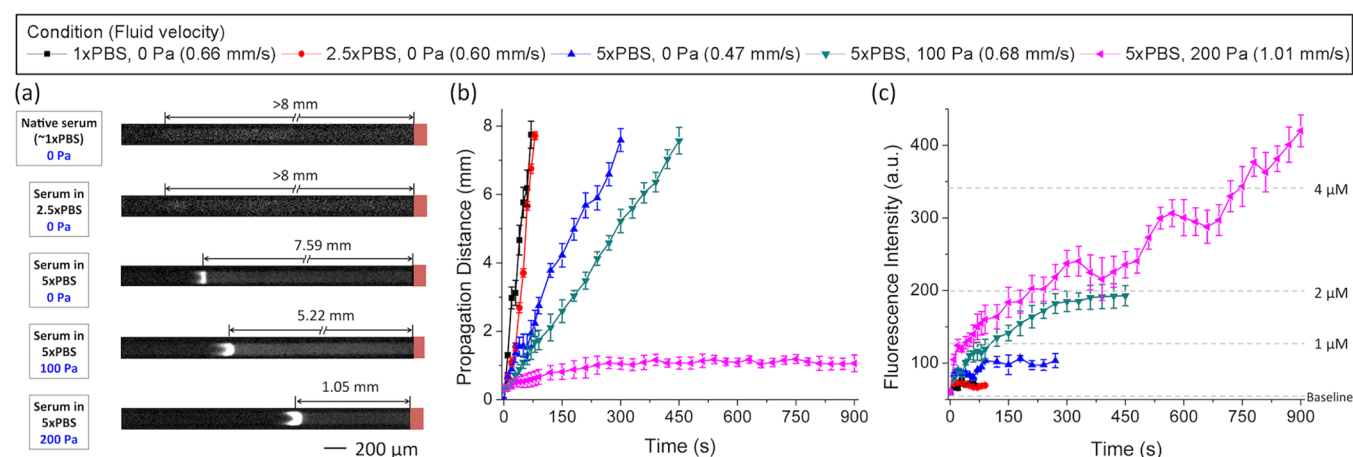 Condition (Fluid velocity)
1xPBS, 0 Pa (0.66 mm/s) 2.5xPBS, 0 Pa (0.60 mm/s) 5xPBS, 0 Pa (0.47 mm/s) 5xPBS, 100 Pa (0.68 mm/s) 5xPBS, 200 Pa (1.01 mm/s)
(a)
Native serum
(~1xPBS)
0 Pa
>8 mm
Serum in
2.5xPBS
0 Pa
>8 mm
Serum in
5xPBS
0 Pa
7.59 mm
Serum in
5xPBS
100 Pa
5.22 mm
Serum in
5xPBS
200 Pa
1.05 mm
200 µm
(b)
Propagation Distance (mm)
8
6
4
2
0
0 150 300 450 600 750 900
Time (s)
(c)
Fluorescence Intensity (a.u.)
400
300
200
100
4 µM
2 µM
1 µM
Baseline
0 150 300 450 600 750 900
Time (s)